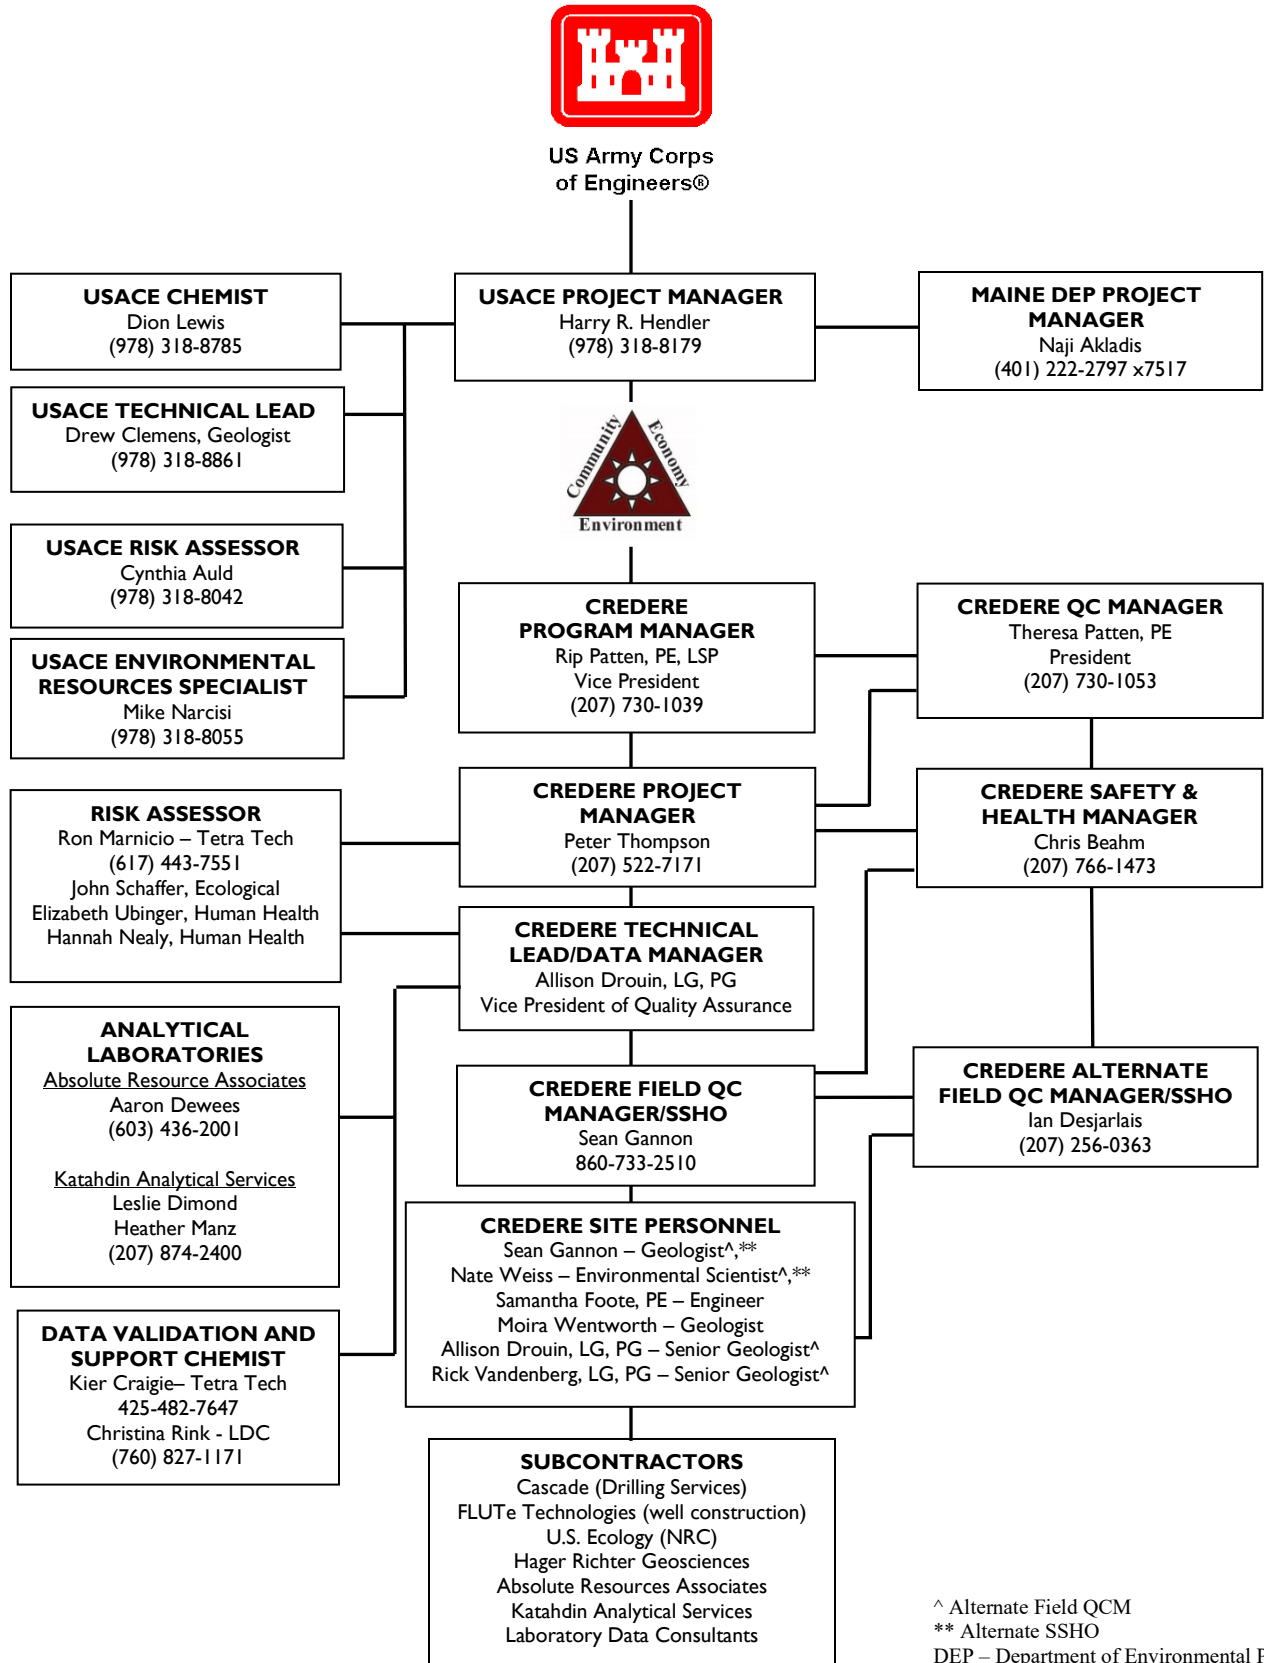 US Army Corps
of Engineers®
USACE CHEMIST
Dion Lewis
(978) 318-8785
USACE PROJECT MANAGER
Harry R. Hendler
(978) 318-8179
MAINE DEP PROJECT
MANAGER
Naji Akladis
(401) 222-2797 x7517
USACE TECHNICAL LEAD
Drew Clemens, Geologist
(978) 318-8861
Community
Economy
Environment
USACE RISK ASSESSOR
Cynthia Auld
(978) 318-8042
USACE ENVIRONMENTAL
RESOURCES SPECIALIST
Mike Narcisi
(978) 318-8055
CREDERE
PROGRAM MANAGER
Rip Patten, PE, LSP
Vice President
(207) 730-1039
CREDERE QC MANAGER
Theresa Patten, PE
President
(207) 730-1053
RISK ASSESSOR
Ron Marnicio – Tetra Tech
(617) 443-7551
John Schaffer, Ecological
Elizabeth Ubinger, Human Health
Hannah Nealy, Human Health
CREDERE PROJECT
MANAGER
Peter Thompson
(207) 522-7171
CREDERE SAFETY &
HEALTH MANAGER
Chris Beahm
(207) 766-1473
CREDERE TECHNICAL
LEAD/DATA MANAGER
Allison Drouin, LG, PG
Vice President of Quality Assurance
ANALYTICAL
LABORATORIES
Absolute Resource Associates
Aaron Dewees
(603) 436-2001
Katahdin Analytical Services
Leslie Dimond
Heather Manz
(207) 874-2400
CREDERE FIELD QC
MANAGER/SSHO
Sean Gannon
860-733-2510
CREDERE ALTERNATE
FIELD QC MANAGER/SSHO
Ian Desjarlais
(207) 256-0363
CREDERE SITE PERSONNEL
Sean Gannon – Geologist^,**
Nate Weiss – Environmental Scientist^,**
Samantha Foote, PE – Engineer
Moira Wentworth – Geologist
Allison Drouin, LG, PG – Senior Geologist^
Rick Vandenberg, LG, PG – Senior Geologist^
DATA VALIDATION AND
SUPPORT CHEMIST
Kier Craigie– Tetra Tech
425-482-7647
Christina Rink - LDC
(760) 827-1171
SUBCONTRACTORS
Cascade (Drilling Services)
FLUTe Technologies (well construction)
U.S. Ecology (NRC)
Hager Richter Geosciences
Absolute Resources Associates
Katahdin Analytical Services
Laboratory Data Consultants
^ Alternate Field QCM
** Alternate SSHO
DEP – Department of Environmental